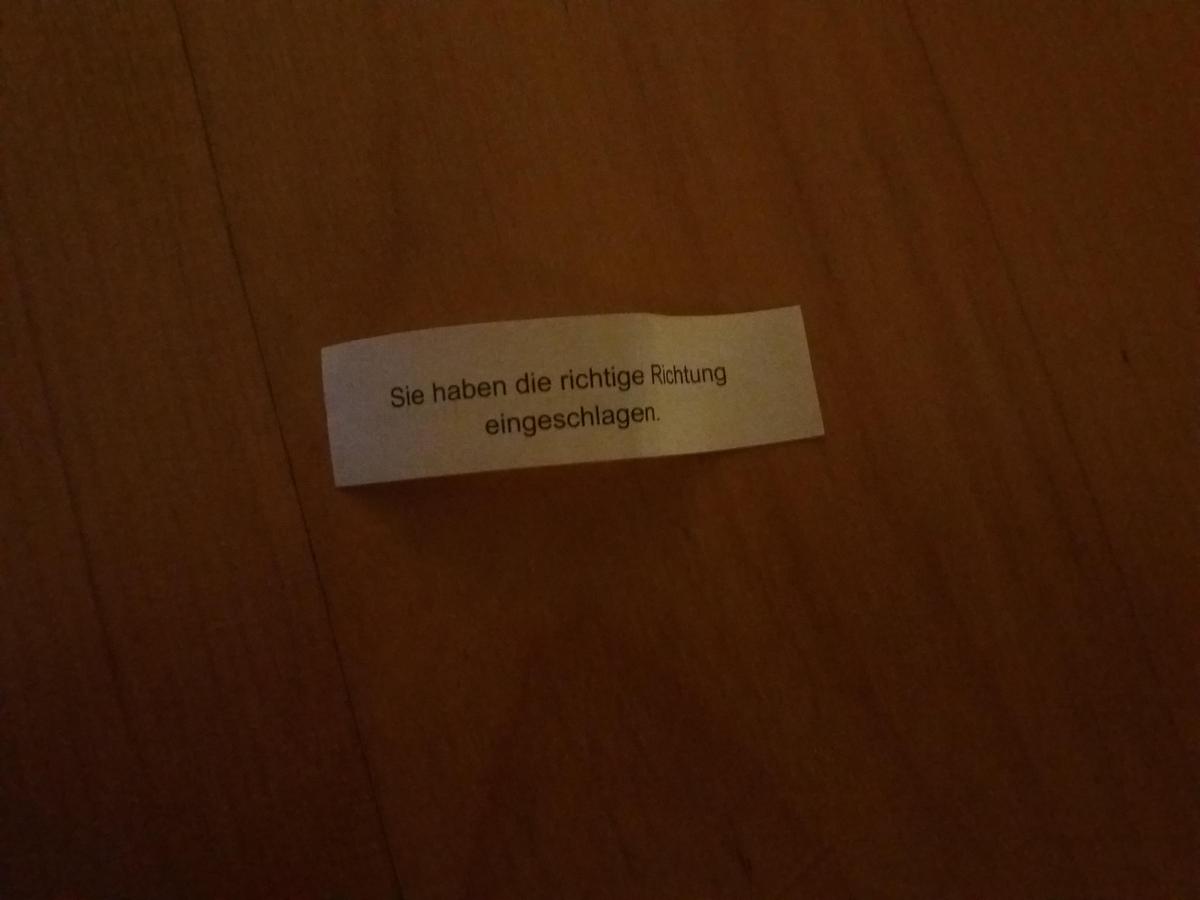 Sie haben die richtige Richtung
eingeschlagen.